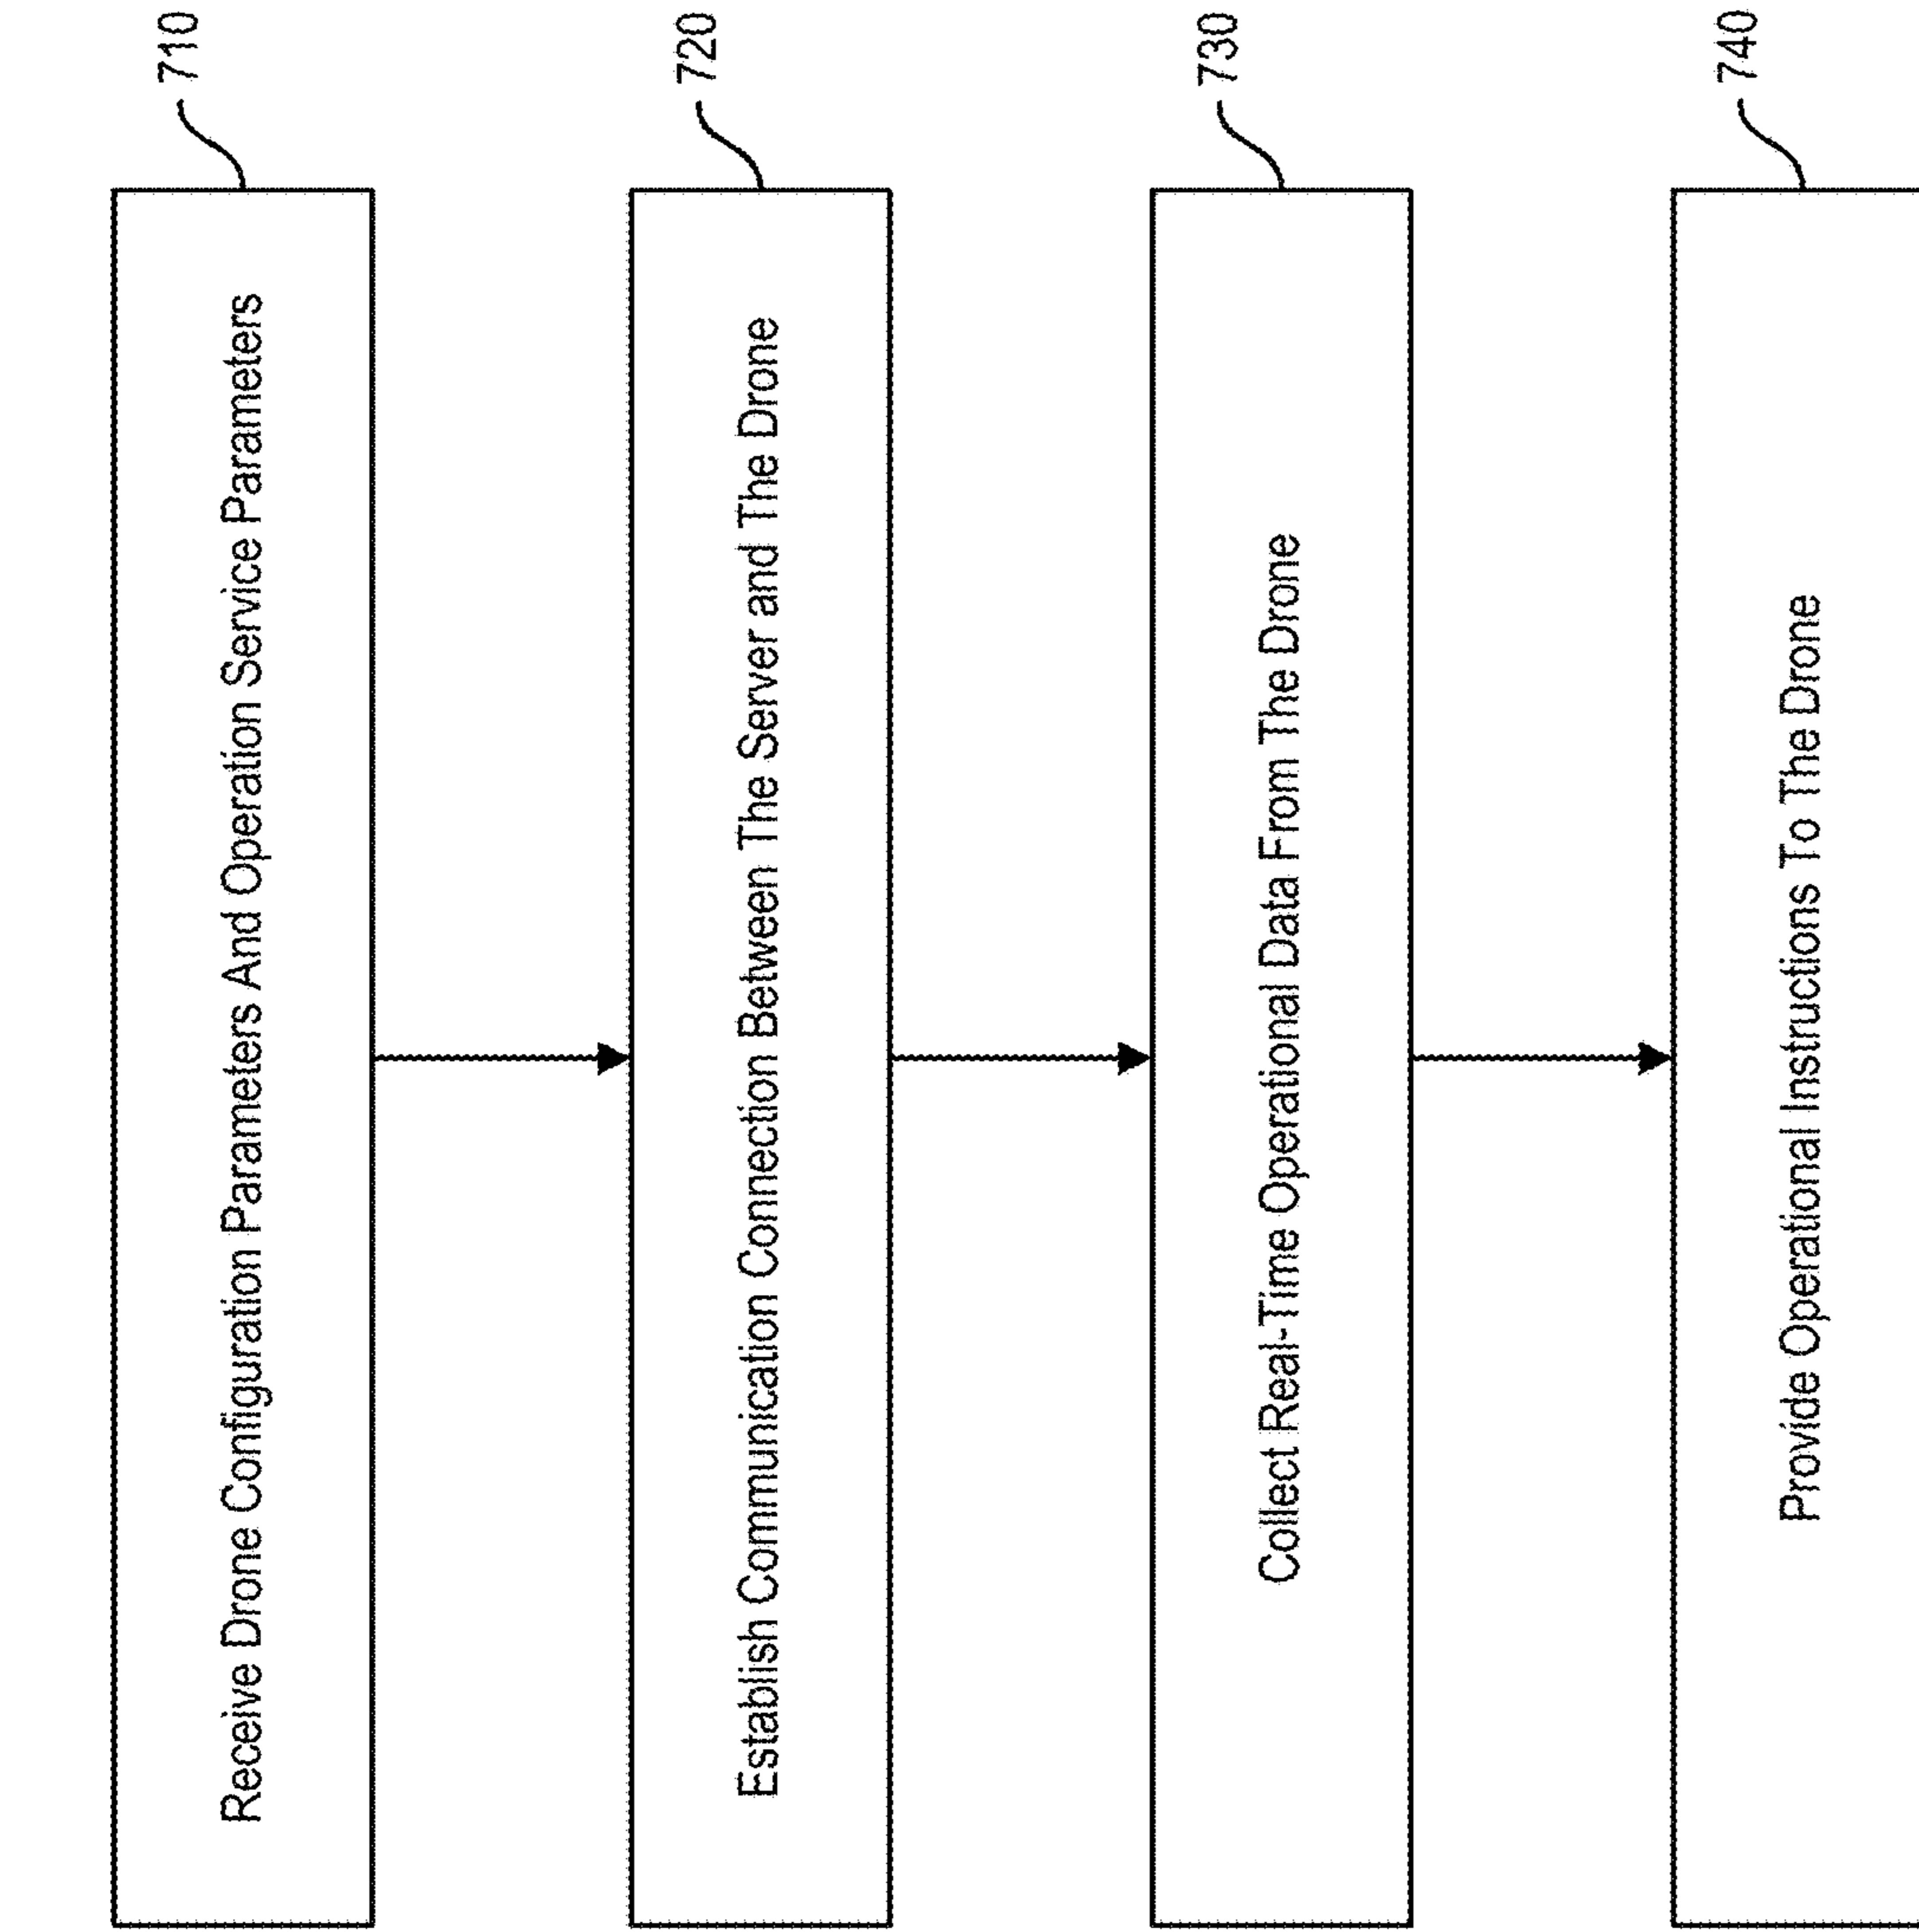 Receive Drone Configuration Parameters And Operation Service Parameters
710
Establish Communication Connection Between The Server and The Drone
720
Collect Real-Time Operational Data From The Drone
730
Provide Operational Instructions To The Drone
740